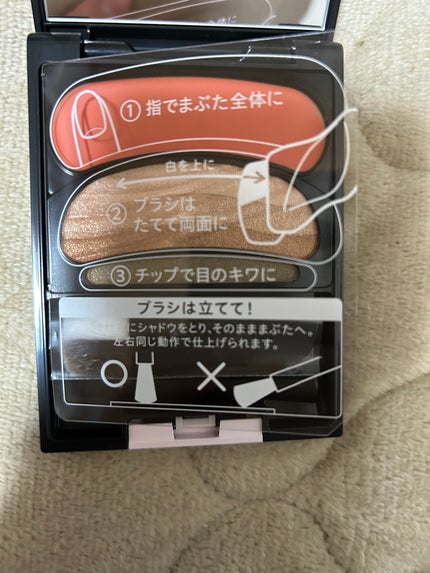 ①指でまぶた全体に
白を上に
②ブラシは
たてて両面に
③チップで目のキワに
ブラシは立てて!
にシャドウをとり、そのまままぶたへ。
左右同じ動作で仕上げられます。